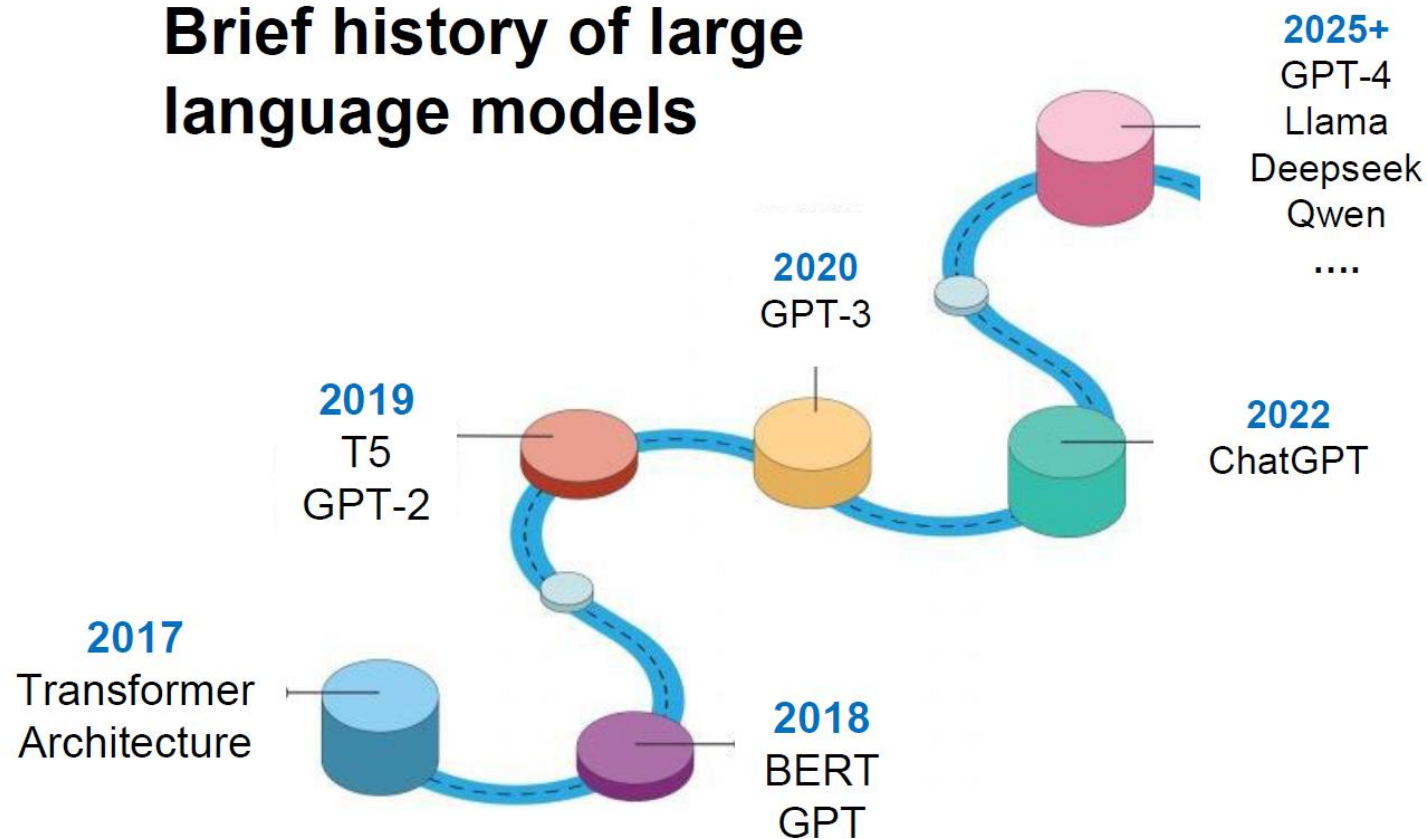 Brief history of large
language models
2017
Transformer
Architecture
2018
BERT
GPT
2019
T5
GPT-2
2020
GPT-3
2022
ChatGPT
2025+
GPT-4
Llama
Deepseek
Qwen
....